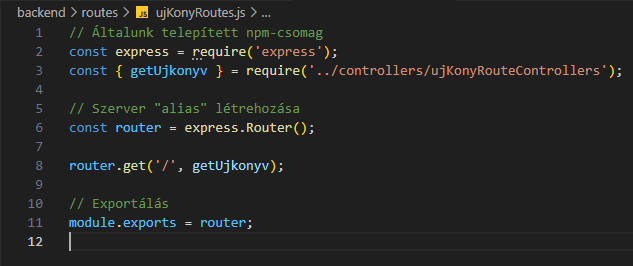 backend > routes > JS ujKonyRoutes.js > ...
1 // Általunk telepített npm-csomag
2 const express = require('express');
3 const { getUjkonyv } = require('../controllers/ujKonyRouteControllers');
4
5 // Szerver "alias" létrehozása
6 const router = express.Router();
7
8 router.get('/', getUjkonyv);
9
10 // Exportálás
11 module.exports = router;
12